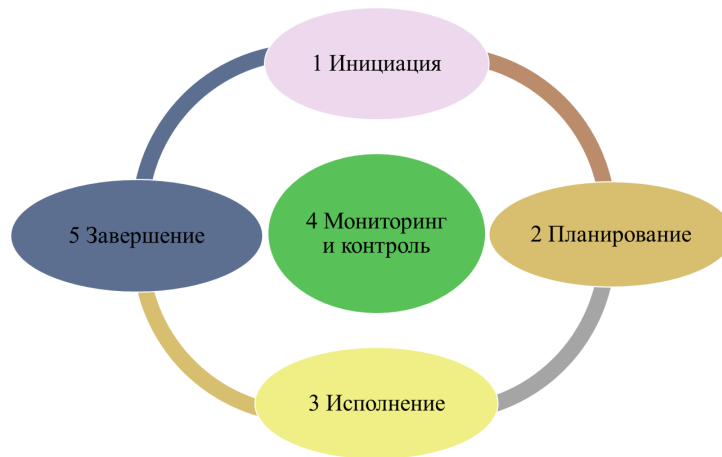 1 Инициация
5 Завершение
4 Мониторинг
и контроль
2 Планирование
3 Исполнение